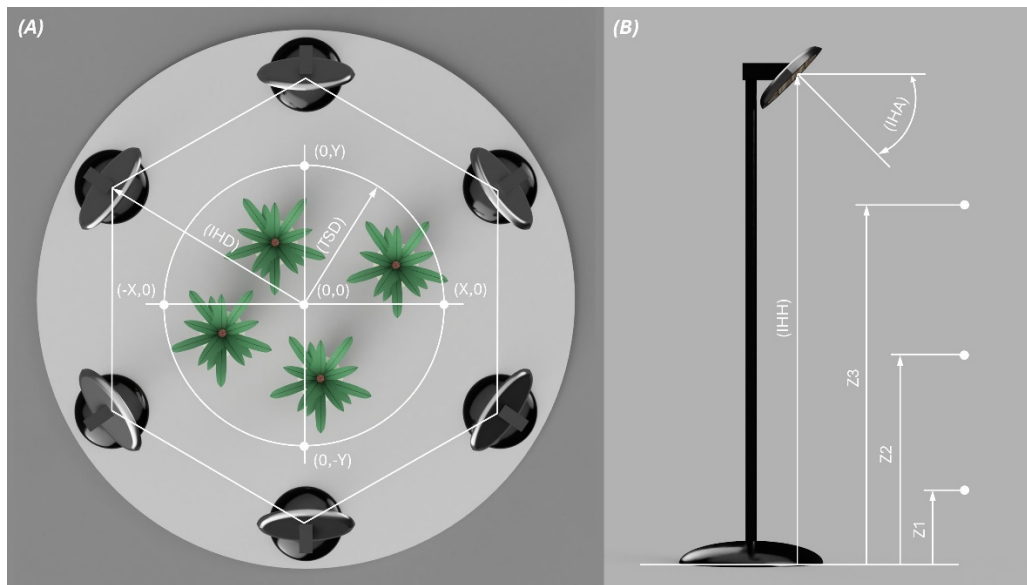 (A)
(0,Y)
(IHD)
(TSD)
(-X,0)
(0,0)
(X,0)
(0,-Y)
(B)
(IHA)
(IHH)
Z3
Z2
Z1